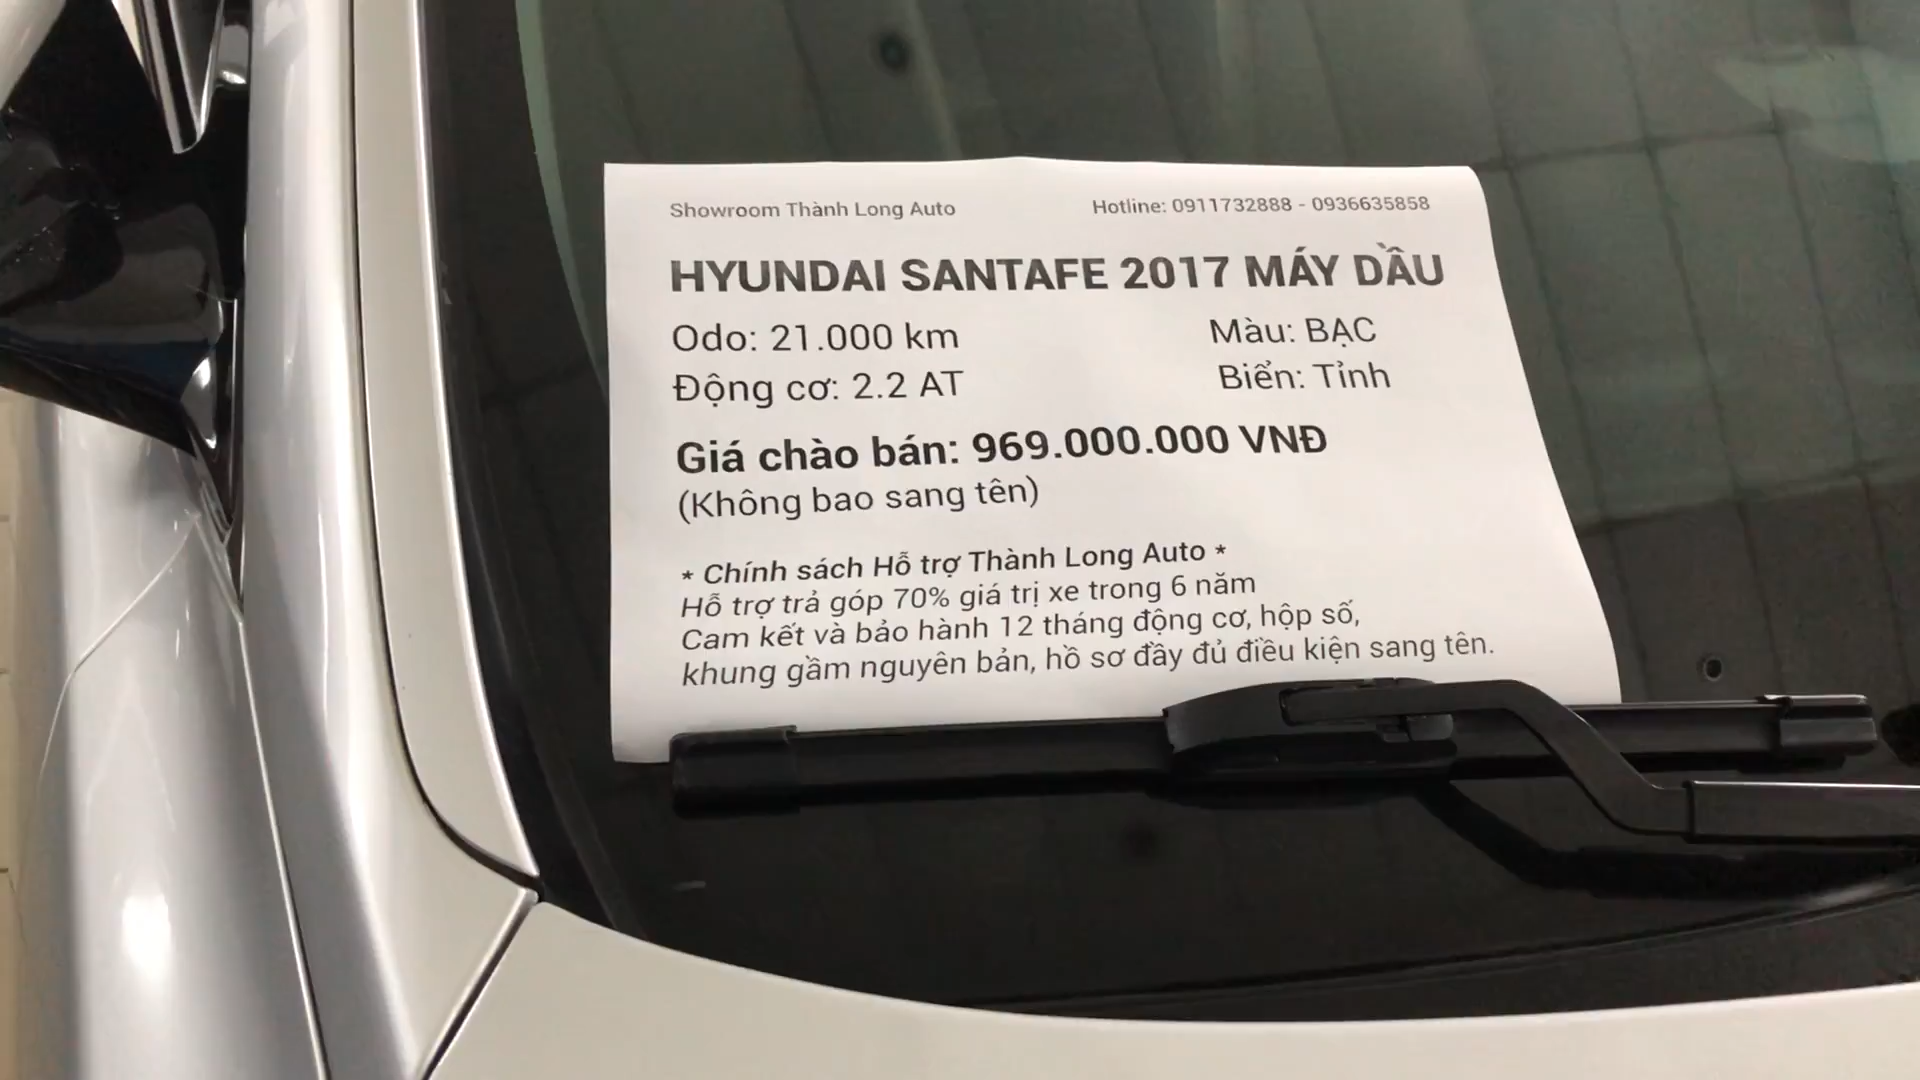 Showroom Thành Long Auto Hotline: 0911732888 - 0936635858
HYUNDAI SANTAFE 2017 MÁY DẦU
Odo: 21.000 km Màu: BẠC
Động cơ: 2.2 AT Biển: Tỉnh
Giá chào bán: 969.000.000 VNĐ
(Không bao sang tên)
* Chính sách Hỗ trợ Thành Long Auto *
Hỗ trợ trả góp 70% giá trị xe trong 6 năm
Cam kết và bảo hành 12 tháng động cơ, hộp số,
khung gầm nguyên bản, hồ sơ đầy đủ điều kiện sang tên.